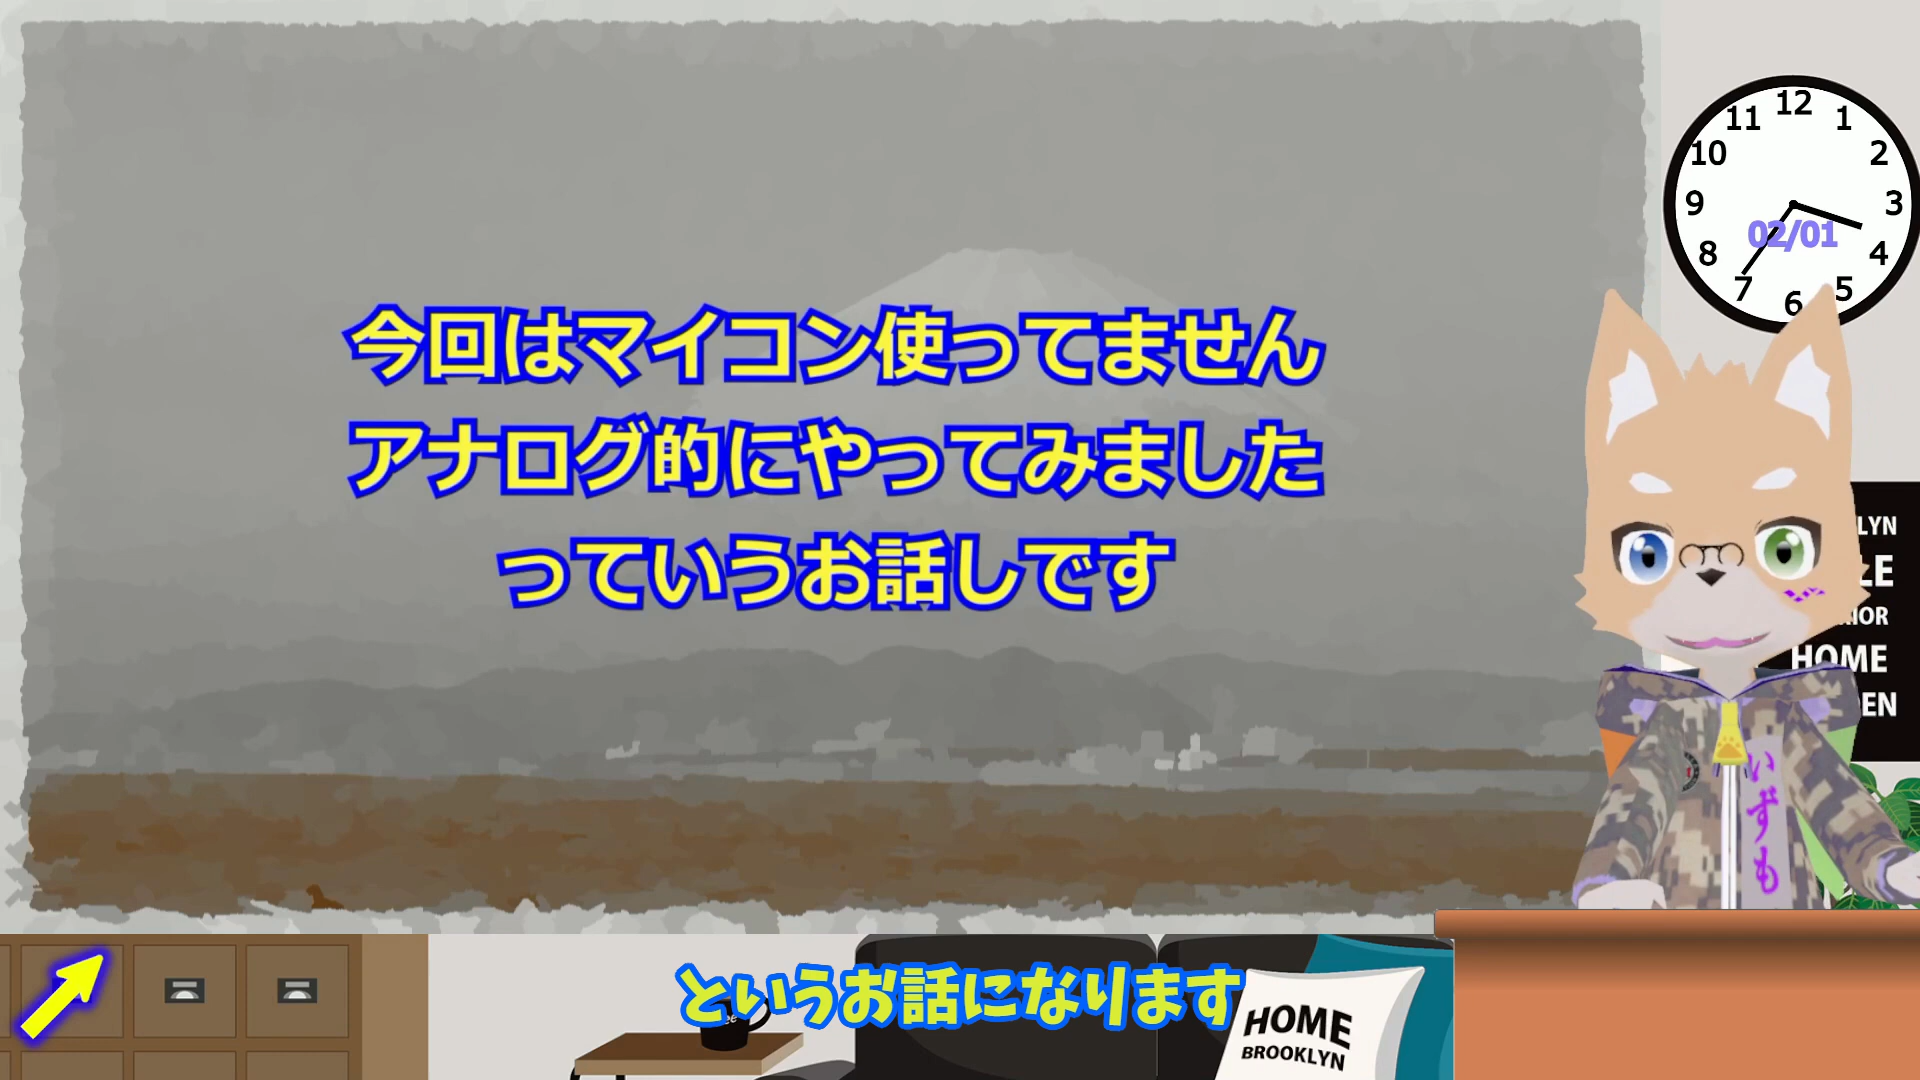 今回はマイコン使ってません
アナログ的にやってみました
っていうお話しです
12
11
1
10
2
9
3
02/01
8
4
7
5
6
LYN
LE
IOR
HOME
EN
いずも
というお話になります
HOME
BROOKLYN